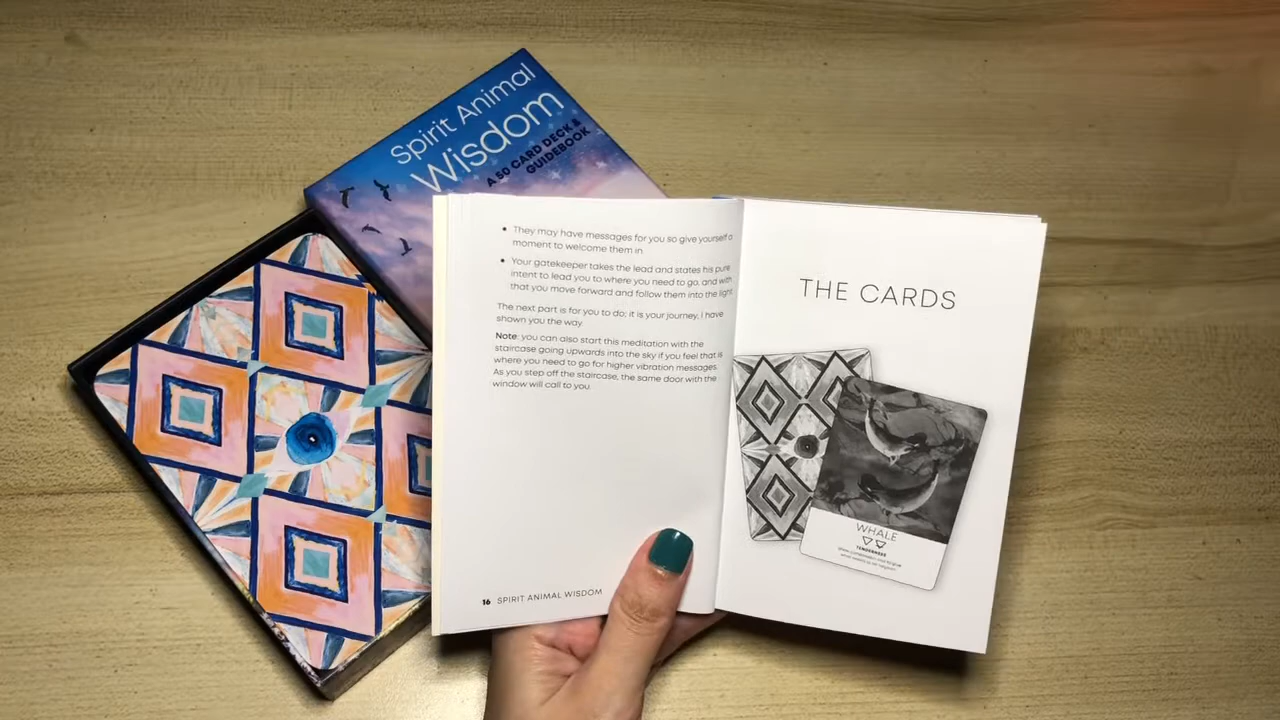 Spirit Animal
Wisdom
A 50 CARD DECK &
GUIDEBOOK
• They may have messages for you so give yourself a
moment to welcome them in
• Your gatekeeper takes the lead and states his pure
intent to lead you to where you need to go, and with
that you move forward and follow them into the light.
The next part is for you to do; it is your journey, I have
shown you the way.
Note: you can also start this meditation with the
staircase going upwards into the sky if you feel that is
where you need to go for higher vibration messages.
As you step off the staircase, the same door with the
window will call to you.
16 SPIRIT ANIMAL WISDOM
THE CARDS
WHALE
TENDERNESS